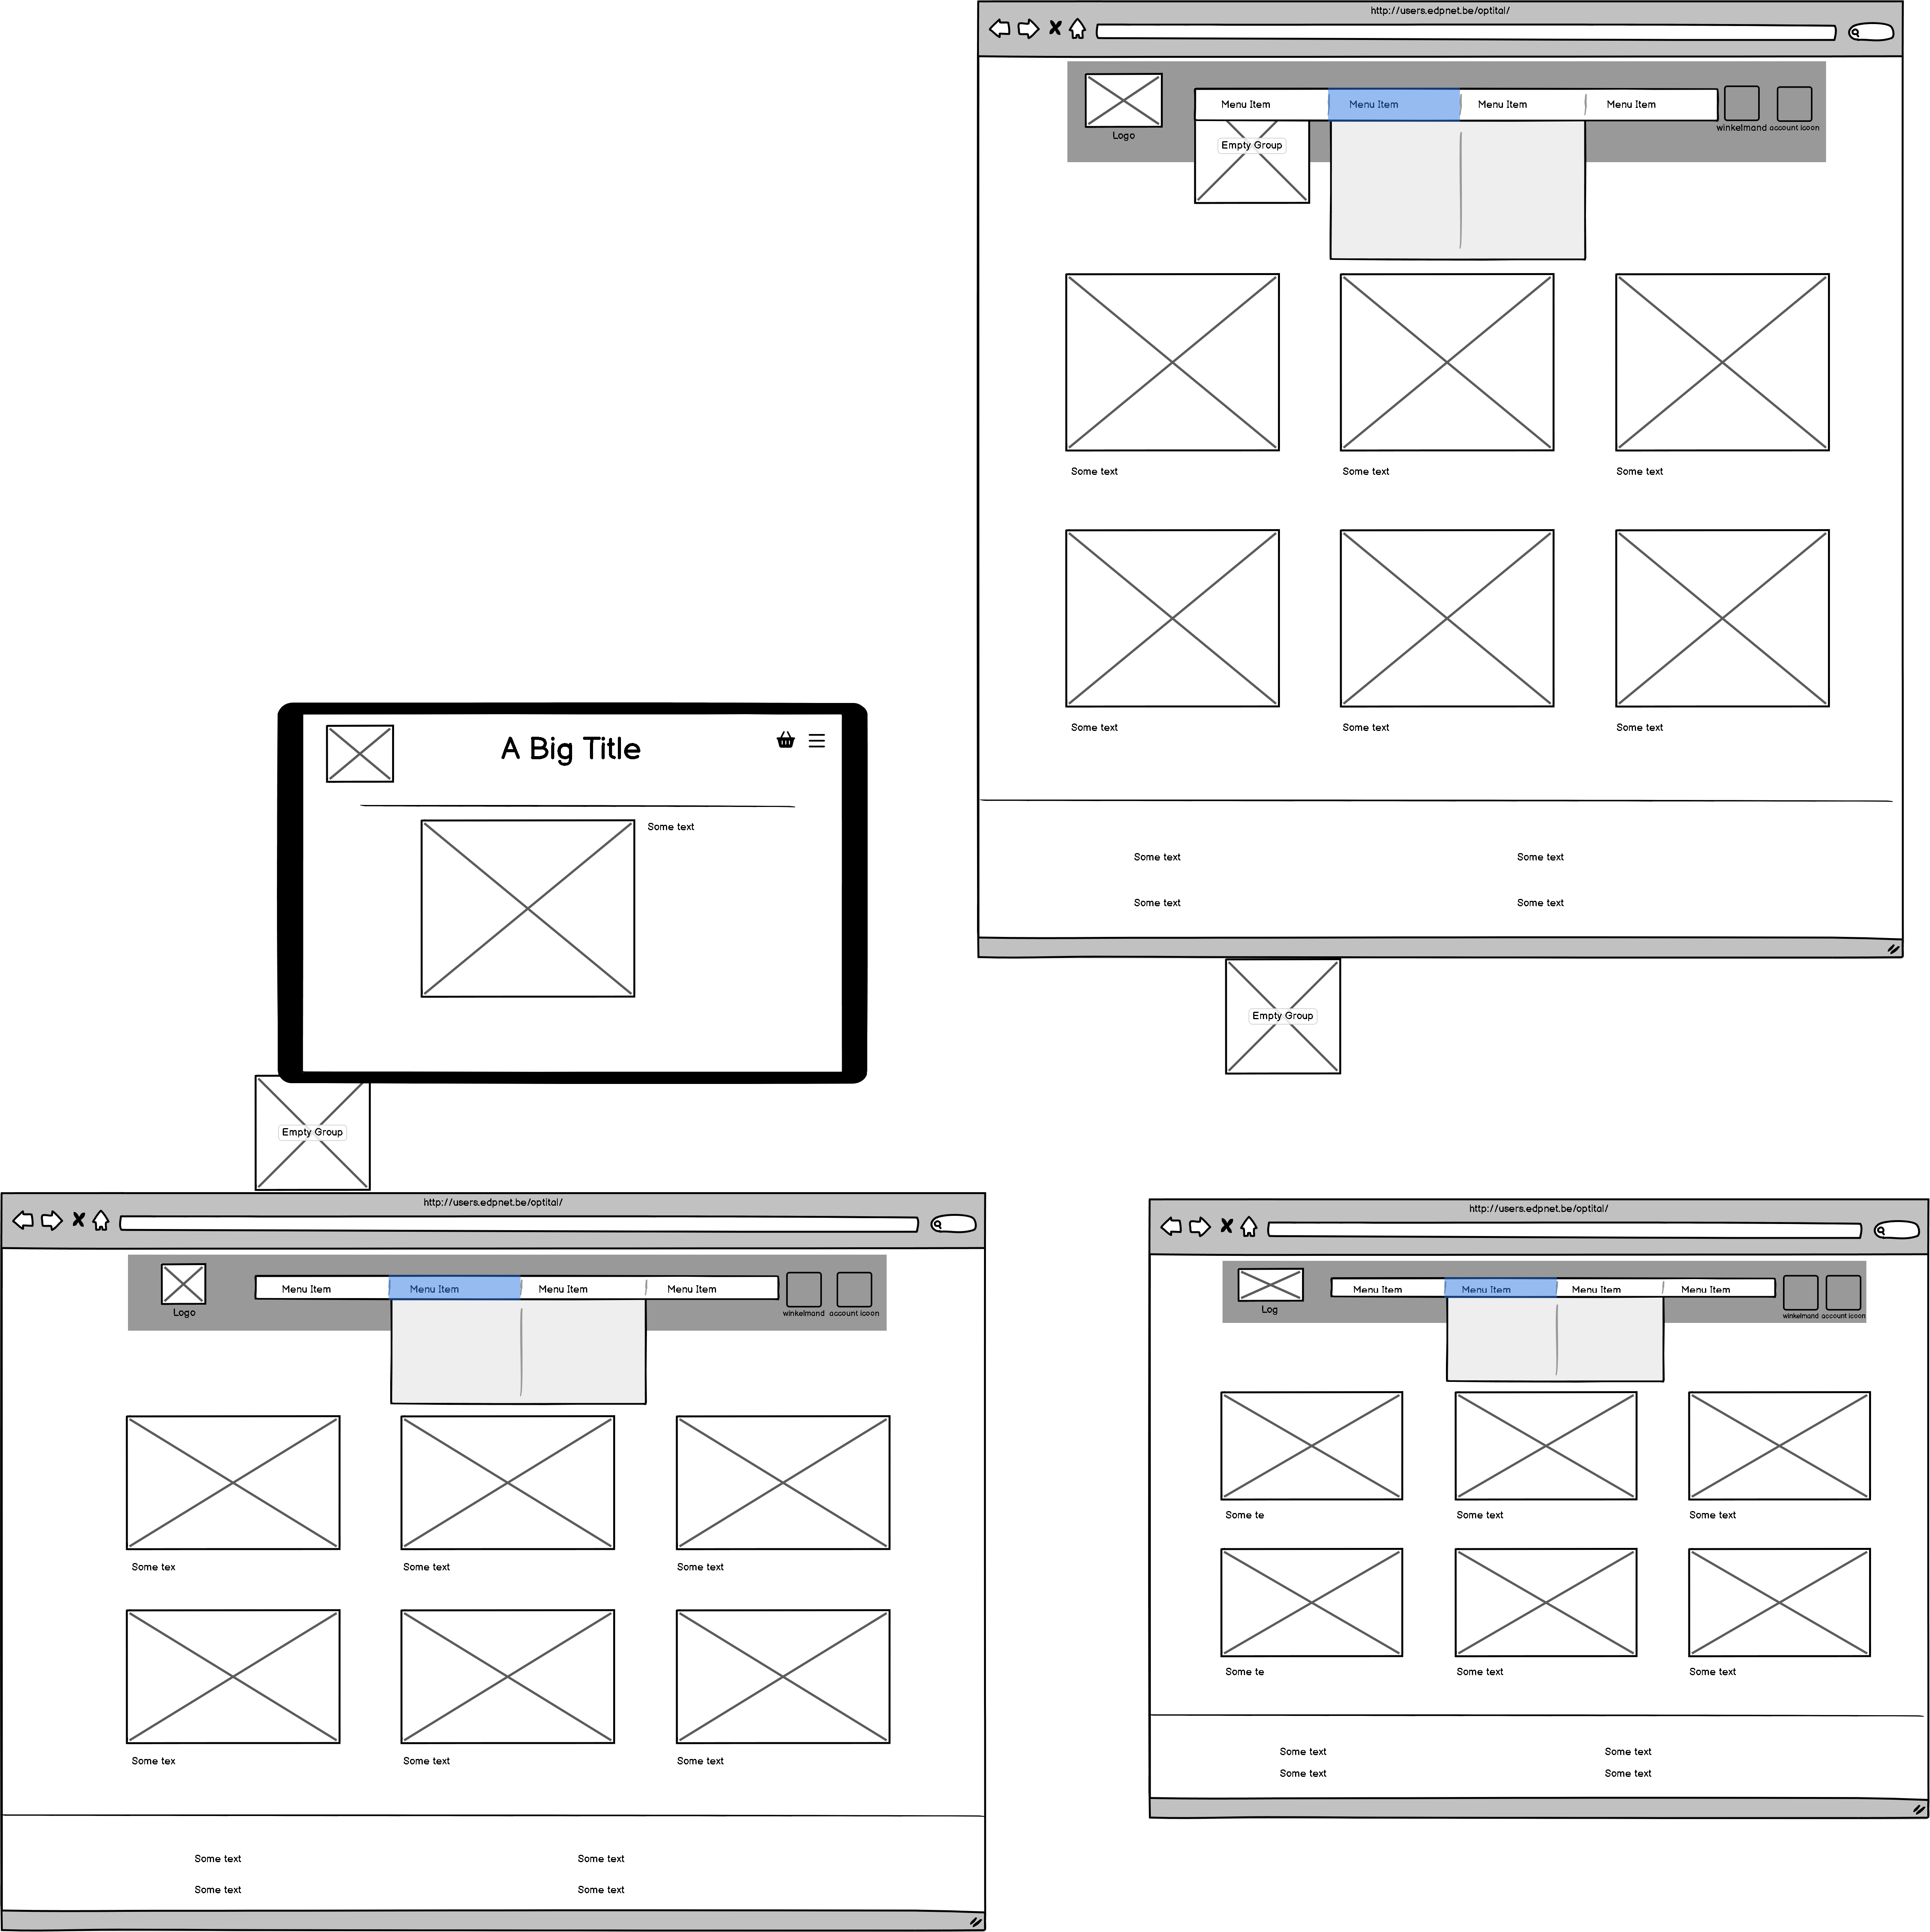 http://users.edpnet.be/optital/
Menu Item Menu Item Menu Item Menu Item
Logo
winkelmand account icoon
Empty Group
Some text Some text Some text
Some text Some text Some text
Some text Some text
Some text Some text
Empty Group
A Big Title
Some text
Empty Group
http://users.edpnet.be/optital/
Menu Item Menu Item Menu Item Menu Item
Logo
winkelmand account icoon
Some tex Some text Some text
Some tex Some text Some text
Some text Some text
Some text Some text
http://users.edpnet.be/optital/
Menu Item Menu Item Menu Item Menu Item
Log
winkelmand account icoon
Some te Some text Some text
Some te Some text Some text
Some text Some text
Some text Some text